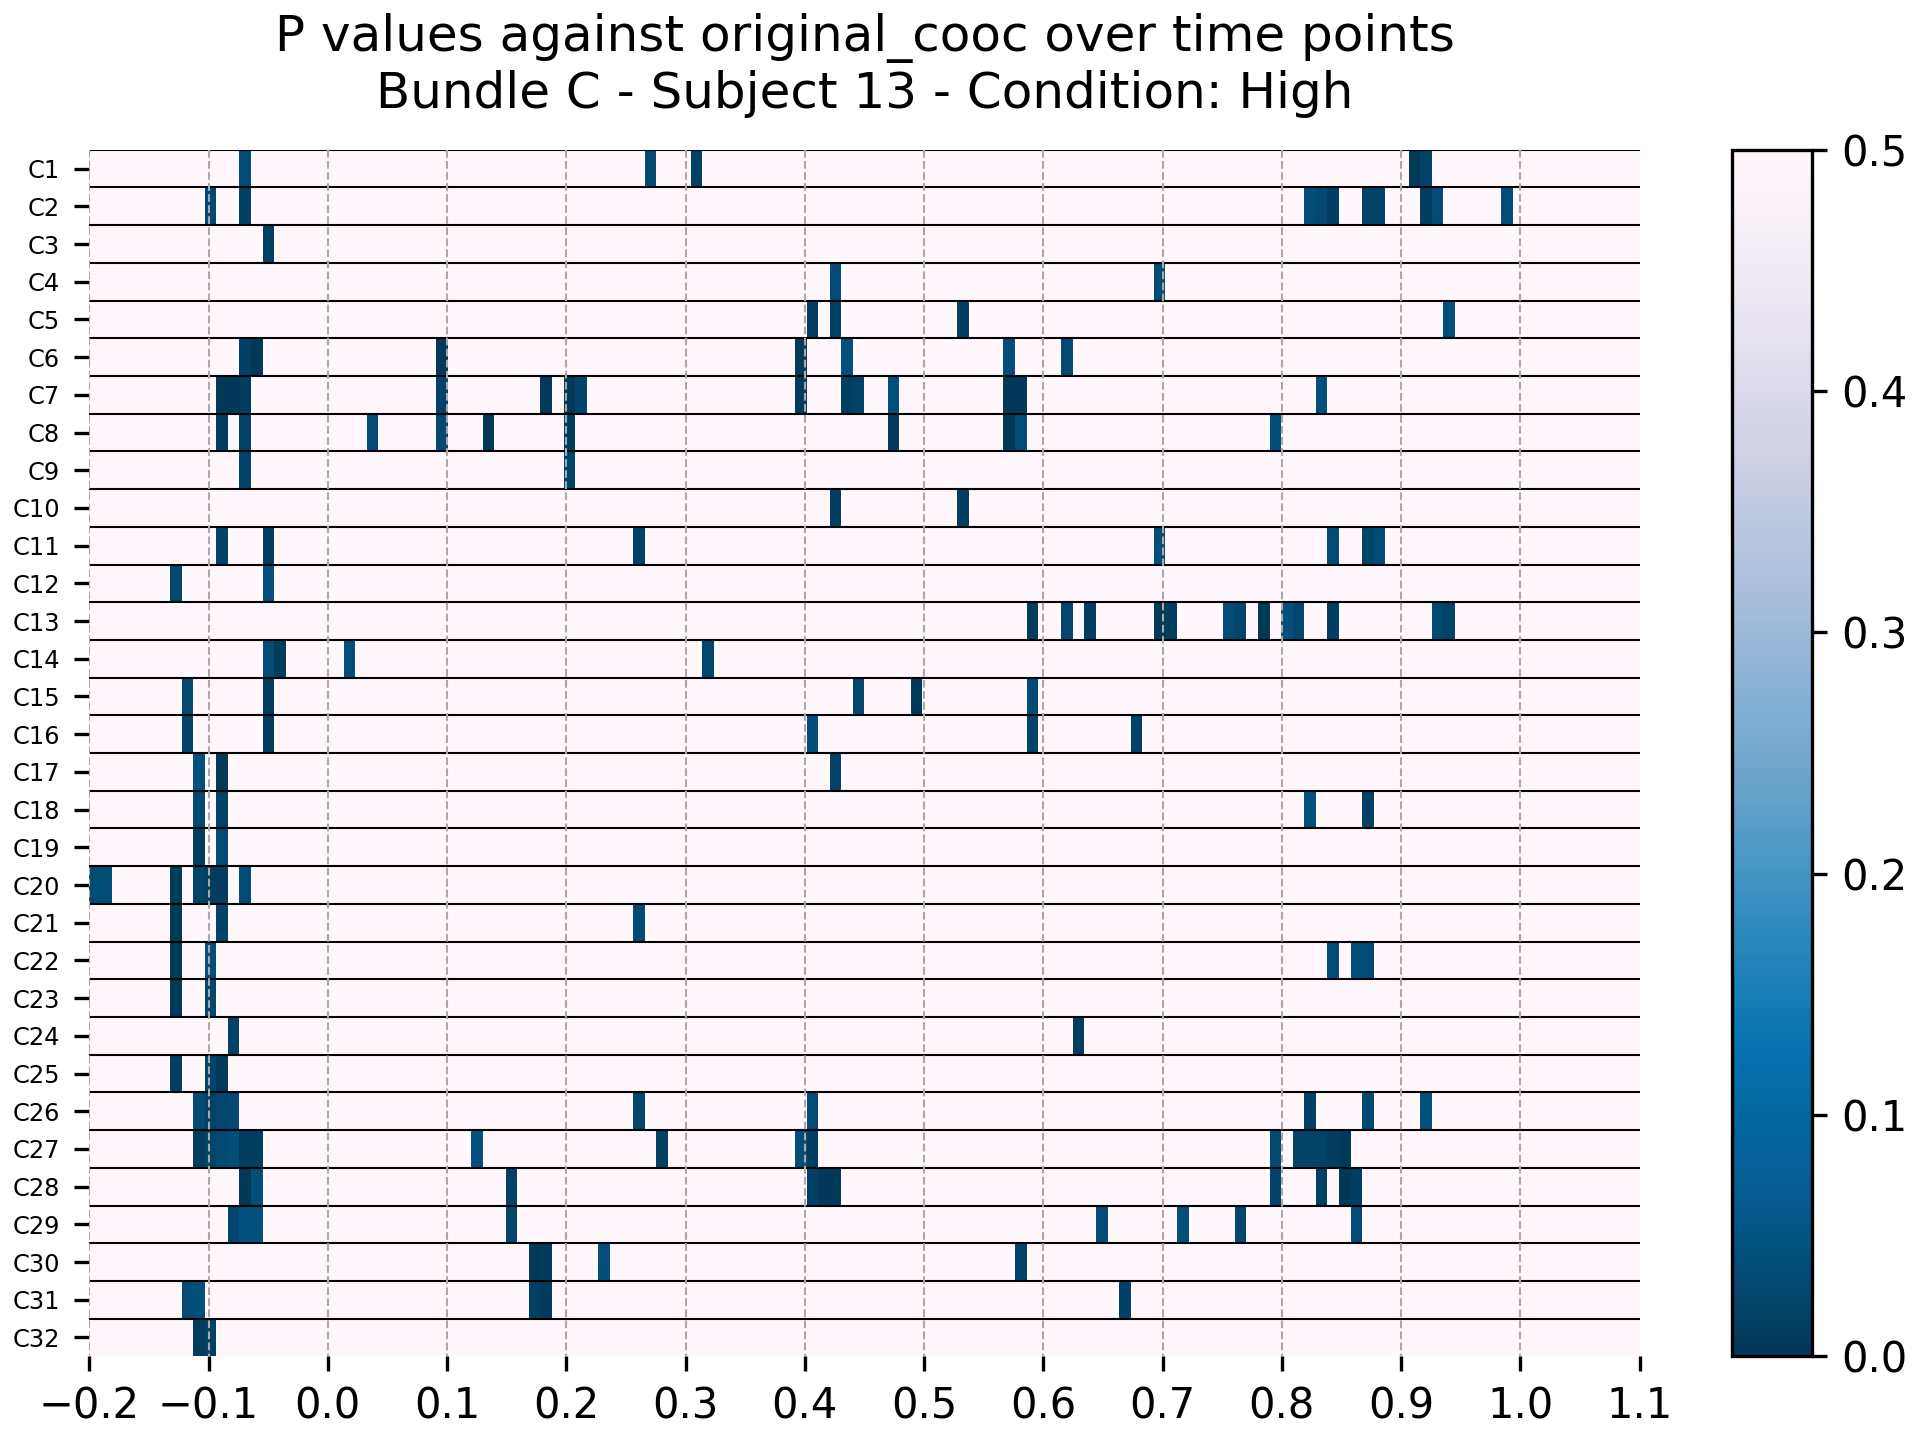 P values against original_cooc over time points
Bundle C - Subject 13 - Condition: High
C1
C2
C3
C4
C5
C6
C7
C8
C9
C10
C11
C12
C13
C14
C15
C16
C17
C18
C19
C20
C21
C22
C23
C24
C25
C26
C27
C28
C29
C30
C31
C32
−0.2 −0.1 0.0 0.1 0.2 0.3 0.4 0.5 0.6 0.7 0.8 0.9 1.0 1.1
0.5
0.4
0.3
0.2
0.1
0.0